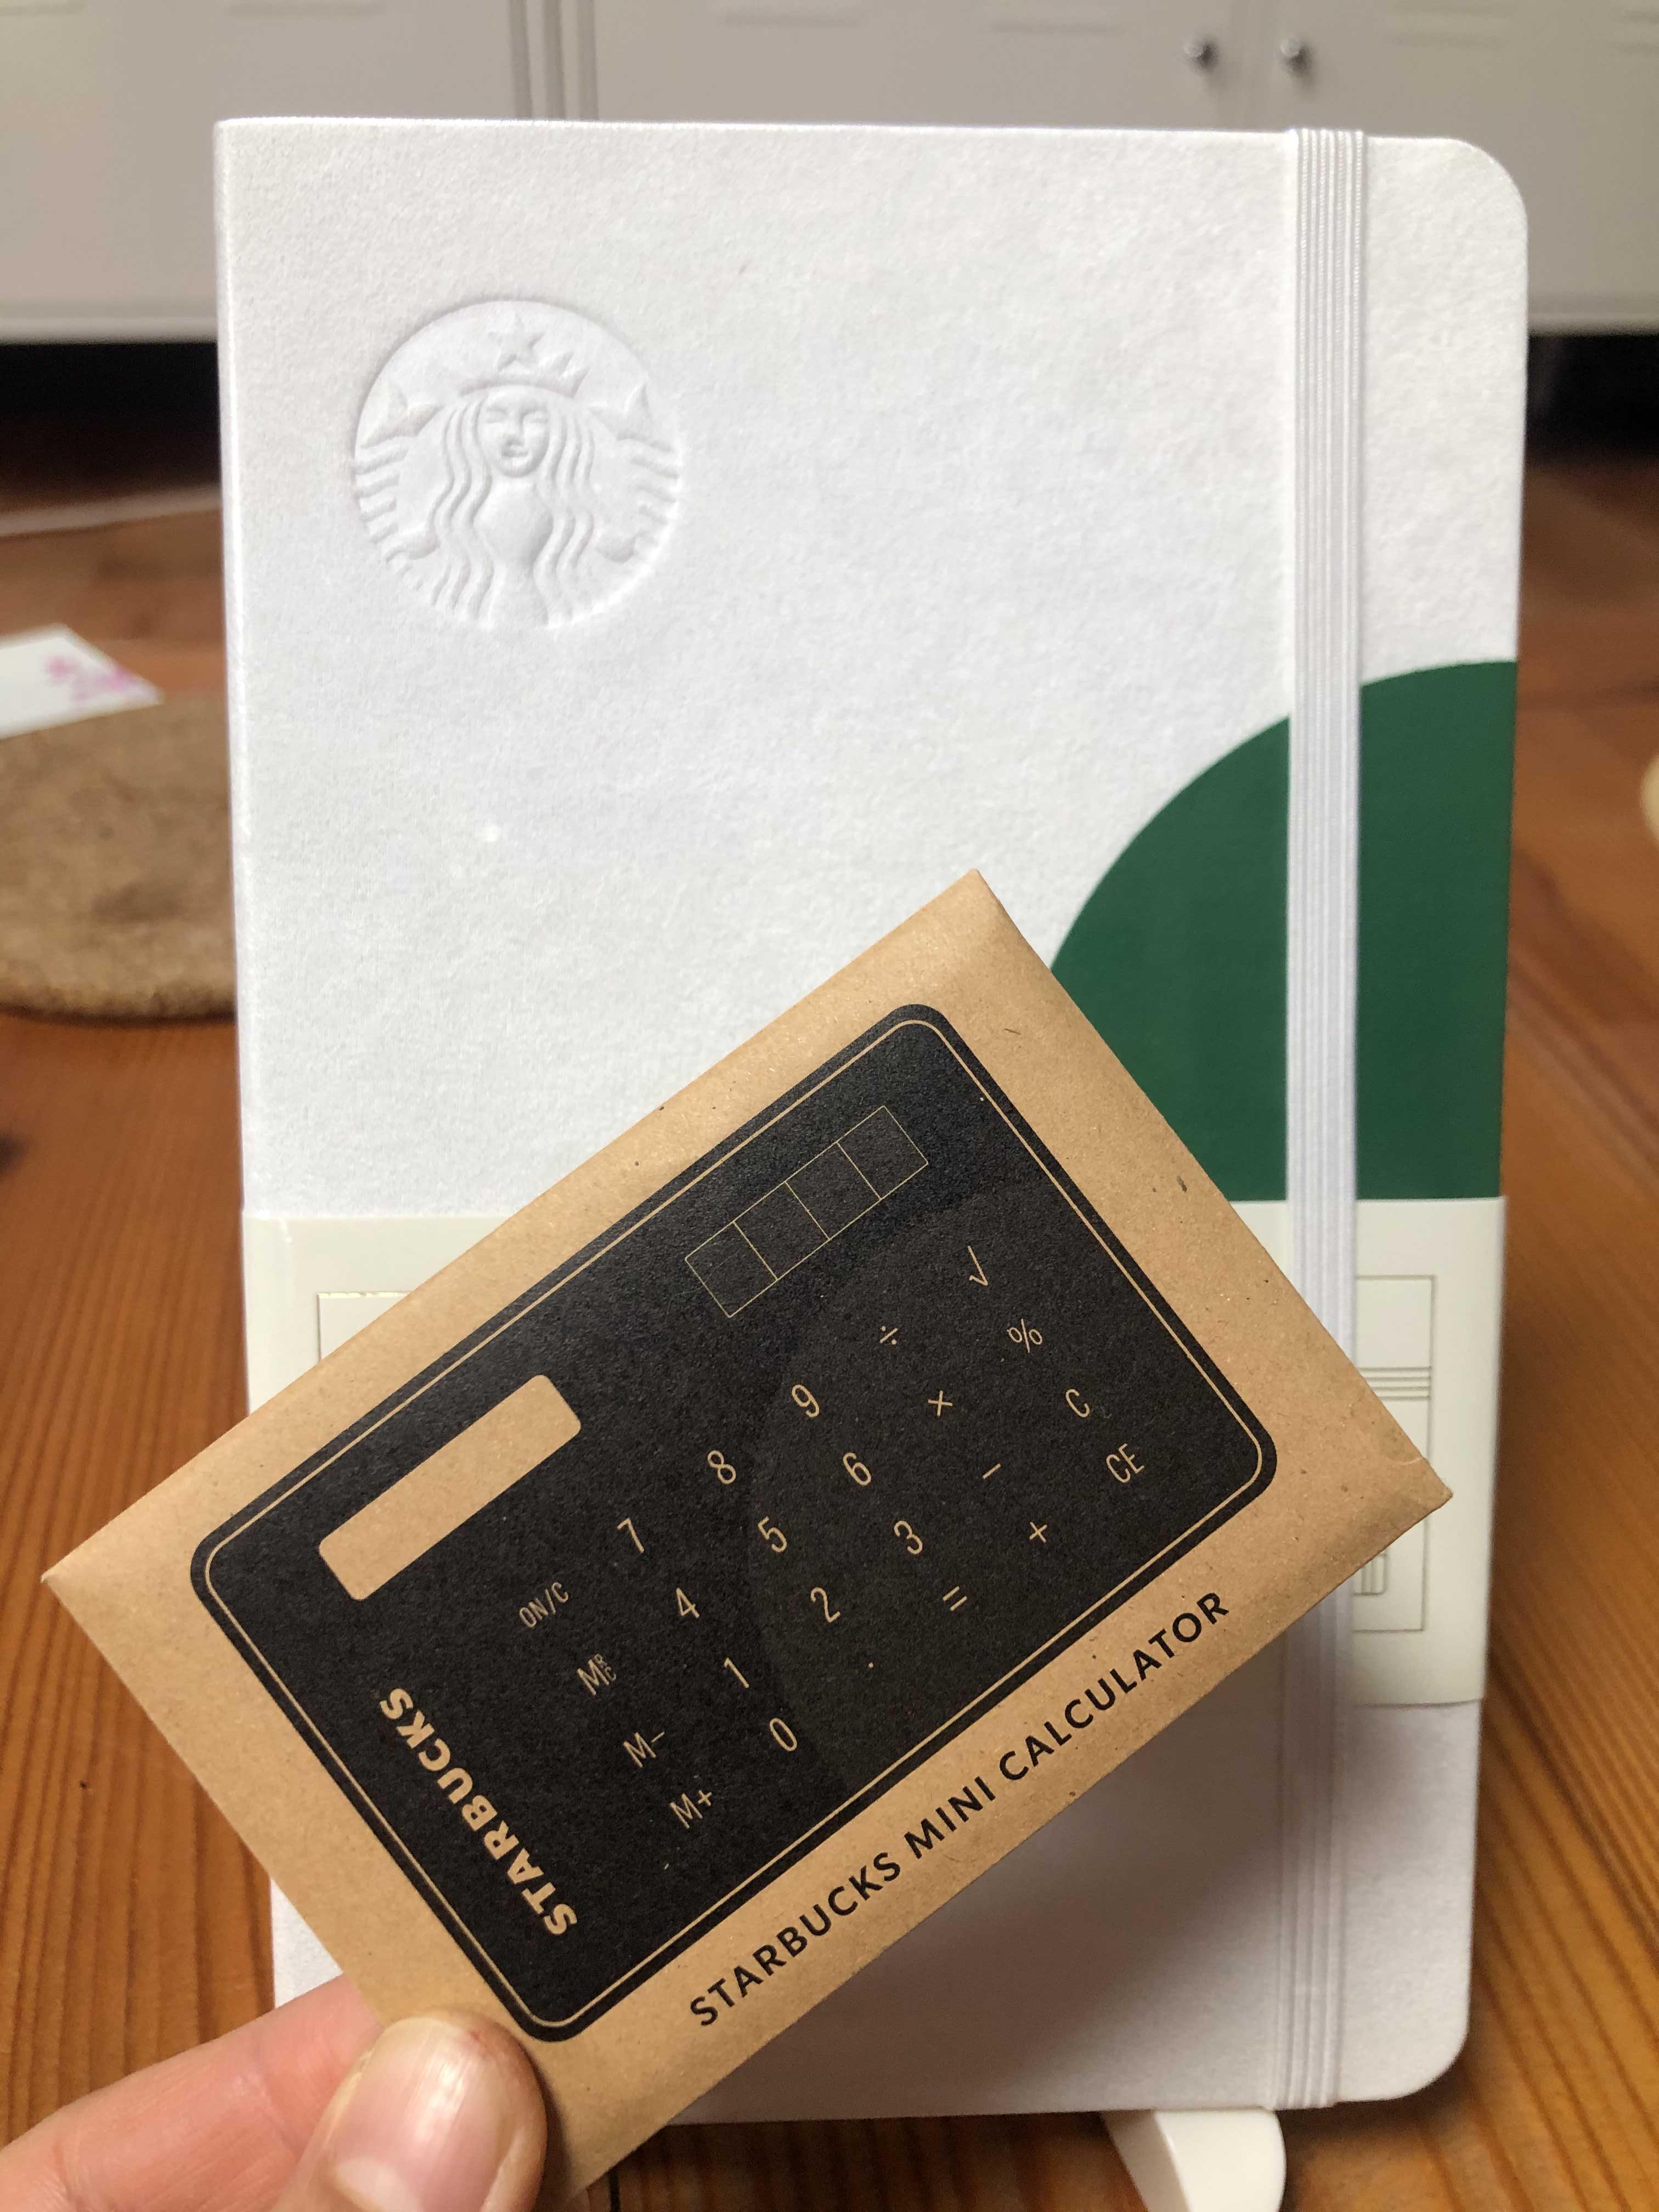 √
÷ %
9 × C
8 6 − CE
7 5 3 +
ON/C 4 2 =
MRC 1 .
M− 0
M+
STARBUCKS
STARBUCKS MINI CALCULATOR